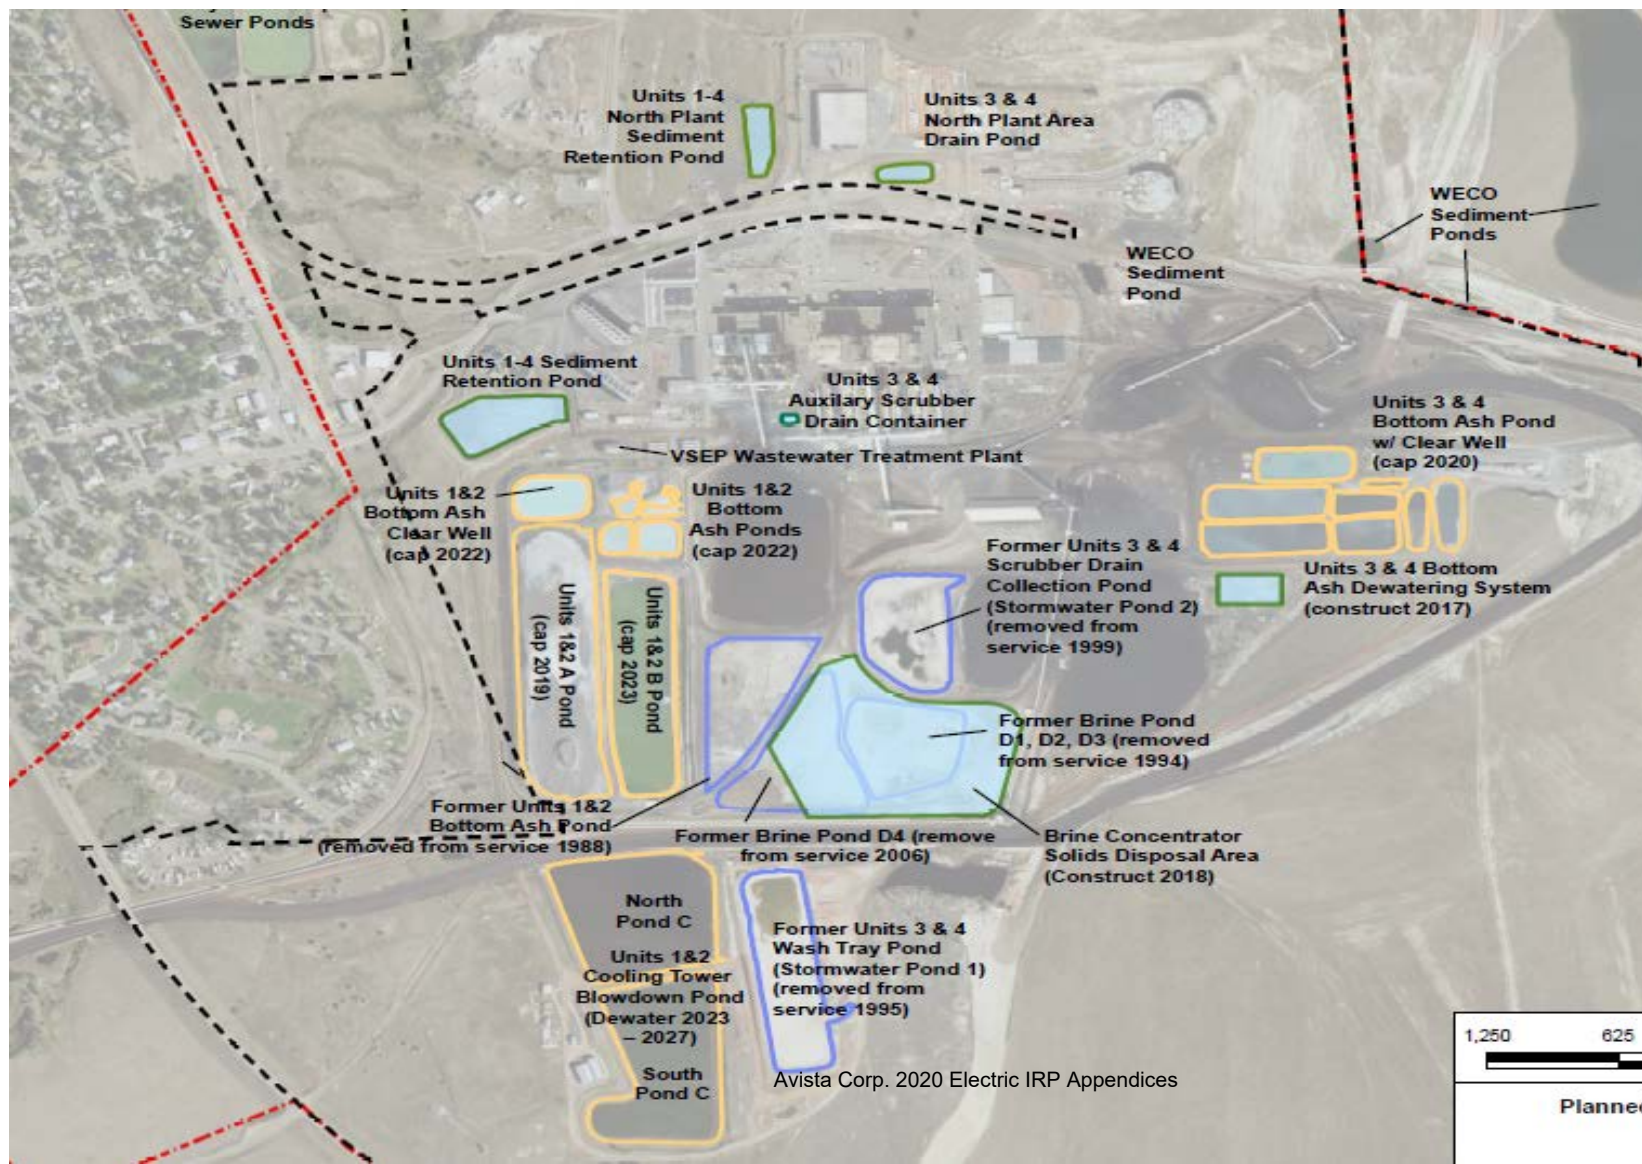 Sewer Ponds
Units 1-4
North Plant
Sediment
Retention Pond
Units 3 & 4
North Plant Area
Drain Pond
WECO
Sediment
Ponds
WECO
Sediment
Pond
Units 1-4 Sediment
Retention Pond
Units 3 & 4
Auxilary Scrubber
Drain Container
VSEP Wastewater Treatment Plant
Units 3 & 4
Bottom Ash Pond
w/ Clear Well
(cap 2020)
Units 1&2
Bottom Ash
Clear Well
(cap 2022)
Units 1&2
Bottom
Ash Ponds
(cap 2022)
Former Units 3 & 4
Scrubber Drain
Collection Pond
(Stormwater Pond 2)
(removed from
service 1999)
Units 3 & 4 Bottom
Ash Dewatering System
(construct 2017)
Units 1&2 A Pond
(cap 2019)
Units 1&2 B Pond
(cap 2023)
Former Brine Pond
D1, D2, D3 (removed
from service 1994)
Former Units 1&2
Bottom Ash Pond
(removed from service 1988)
Former Brine Pond D4 (remove
from service 2006)
Brine Concentrator
Solids Disposal Area
(Construct 2018)
North
Pond C
Units 1&2
Cooling Tower
Blowdown Pond
(Dewater 2023
– 2027)
South
Pond C
Former Units 3 & 4
Wash Tray Pond
(Stormwater Pond 1)
(removed from
service 1995)
Avista Corp. 2020 Electric IRP Appendices
1,250 625
Planne